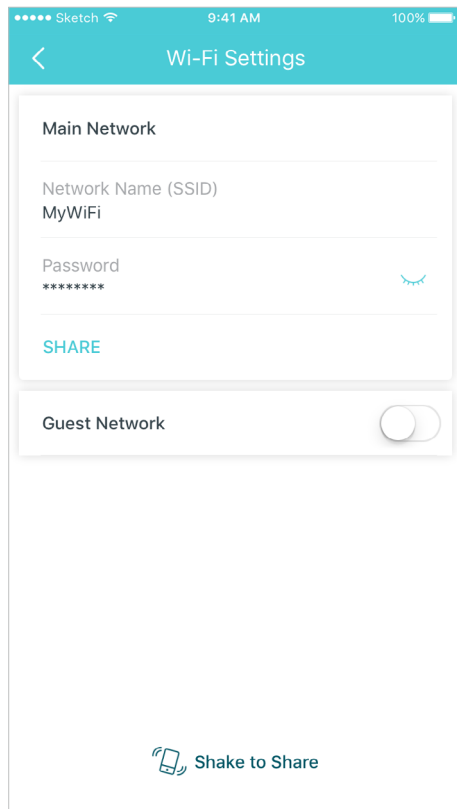 Sketch 9:41 AM 100%
Wi-Fi Settings
Main Network
Network Name (SSID)
MyWiFi
Password
********
SHARE
Guest Network
Shake to Share